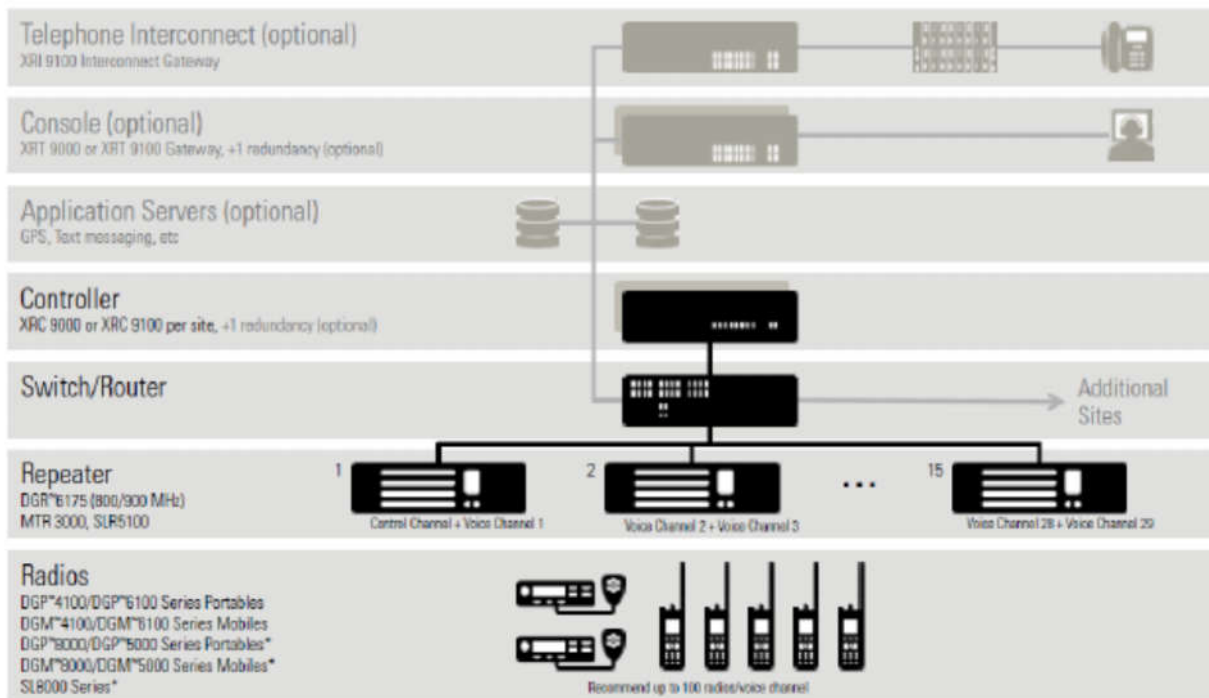 Telephone Interconnect (optional)
XRI 9100 Interconnect Gateway
Console (optional)
XRT 9000 or XRT 9100 Gateway, +1 redundancy (optional)
Application Servers (optional)
GPS, Text messaging, etc
Controller
XRC 9000 or XRC 9100 per site, +1 redundancy (optional)
Switch/Router
Additional
Sites
Repeater
DGR™6175 (800/900 MHz)
MTR 3000, SLR5100
1
Control Channel + Voice Channel 1
2
Voice Channel 2 + Voice Channel 3
...
15
Voice Channel 28 + Voice Channel 29
Radios
DGP™4100/DGP™6100 Series Portables
DGM™4100/DGM™6100 Series Mobiles
DGP™8000/DGP™5000 Series Portables*
DGM™8000/DGM™5000 Series Mobiles*
SL8000 Series*
Recommend up to 100 radios/voice channel